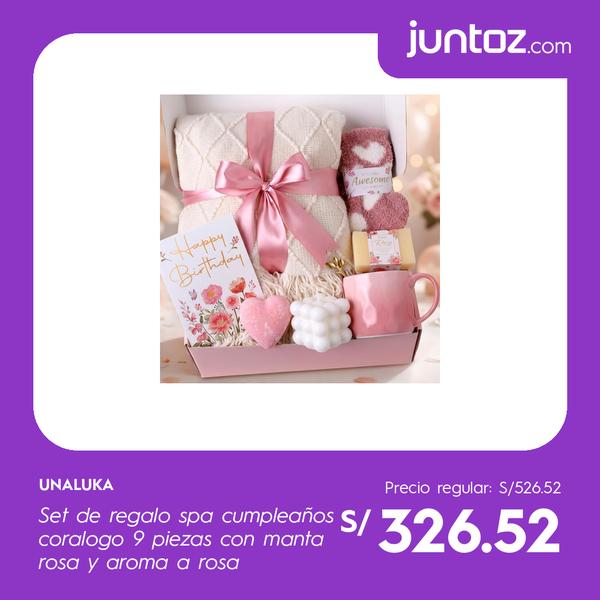 juntoz.com
Awesome
Happy
Birthday
UNALUKA
Set de regalo spa cumpleaños
coralogo 9 piezas con manta
rosa y aroma a rosa
Precio regular: S/526.52
S/ 326.52